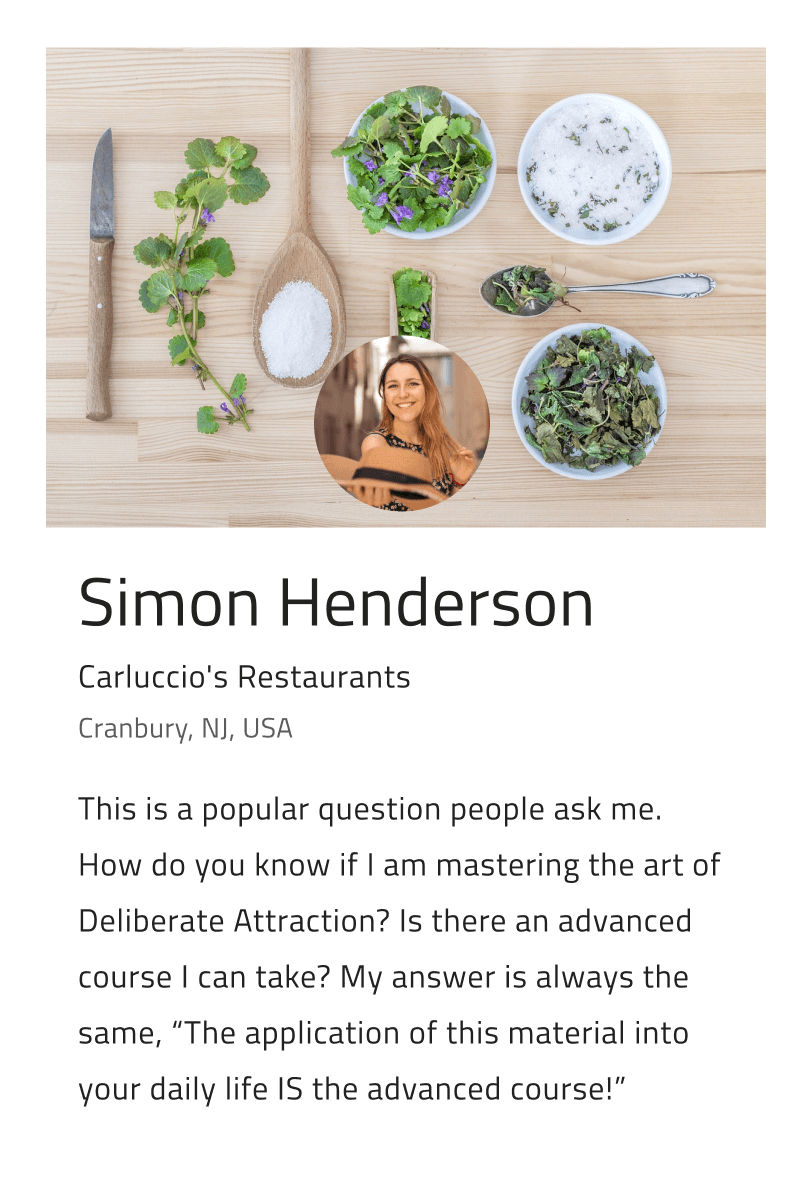 Simon Henderson
Carluccio's Restaurants
Cranbury, NJ, USA
This is a popular question people ask me.
How do you know if I am mastering the art of
Deliberate Attraction? Is there an advanced
course I can take? My answer is always the
same, “The application of this material into
your daily life IS the advanced course!”